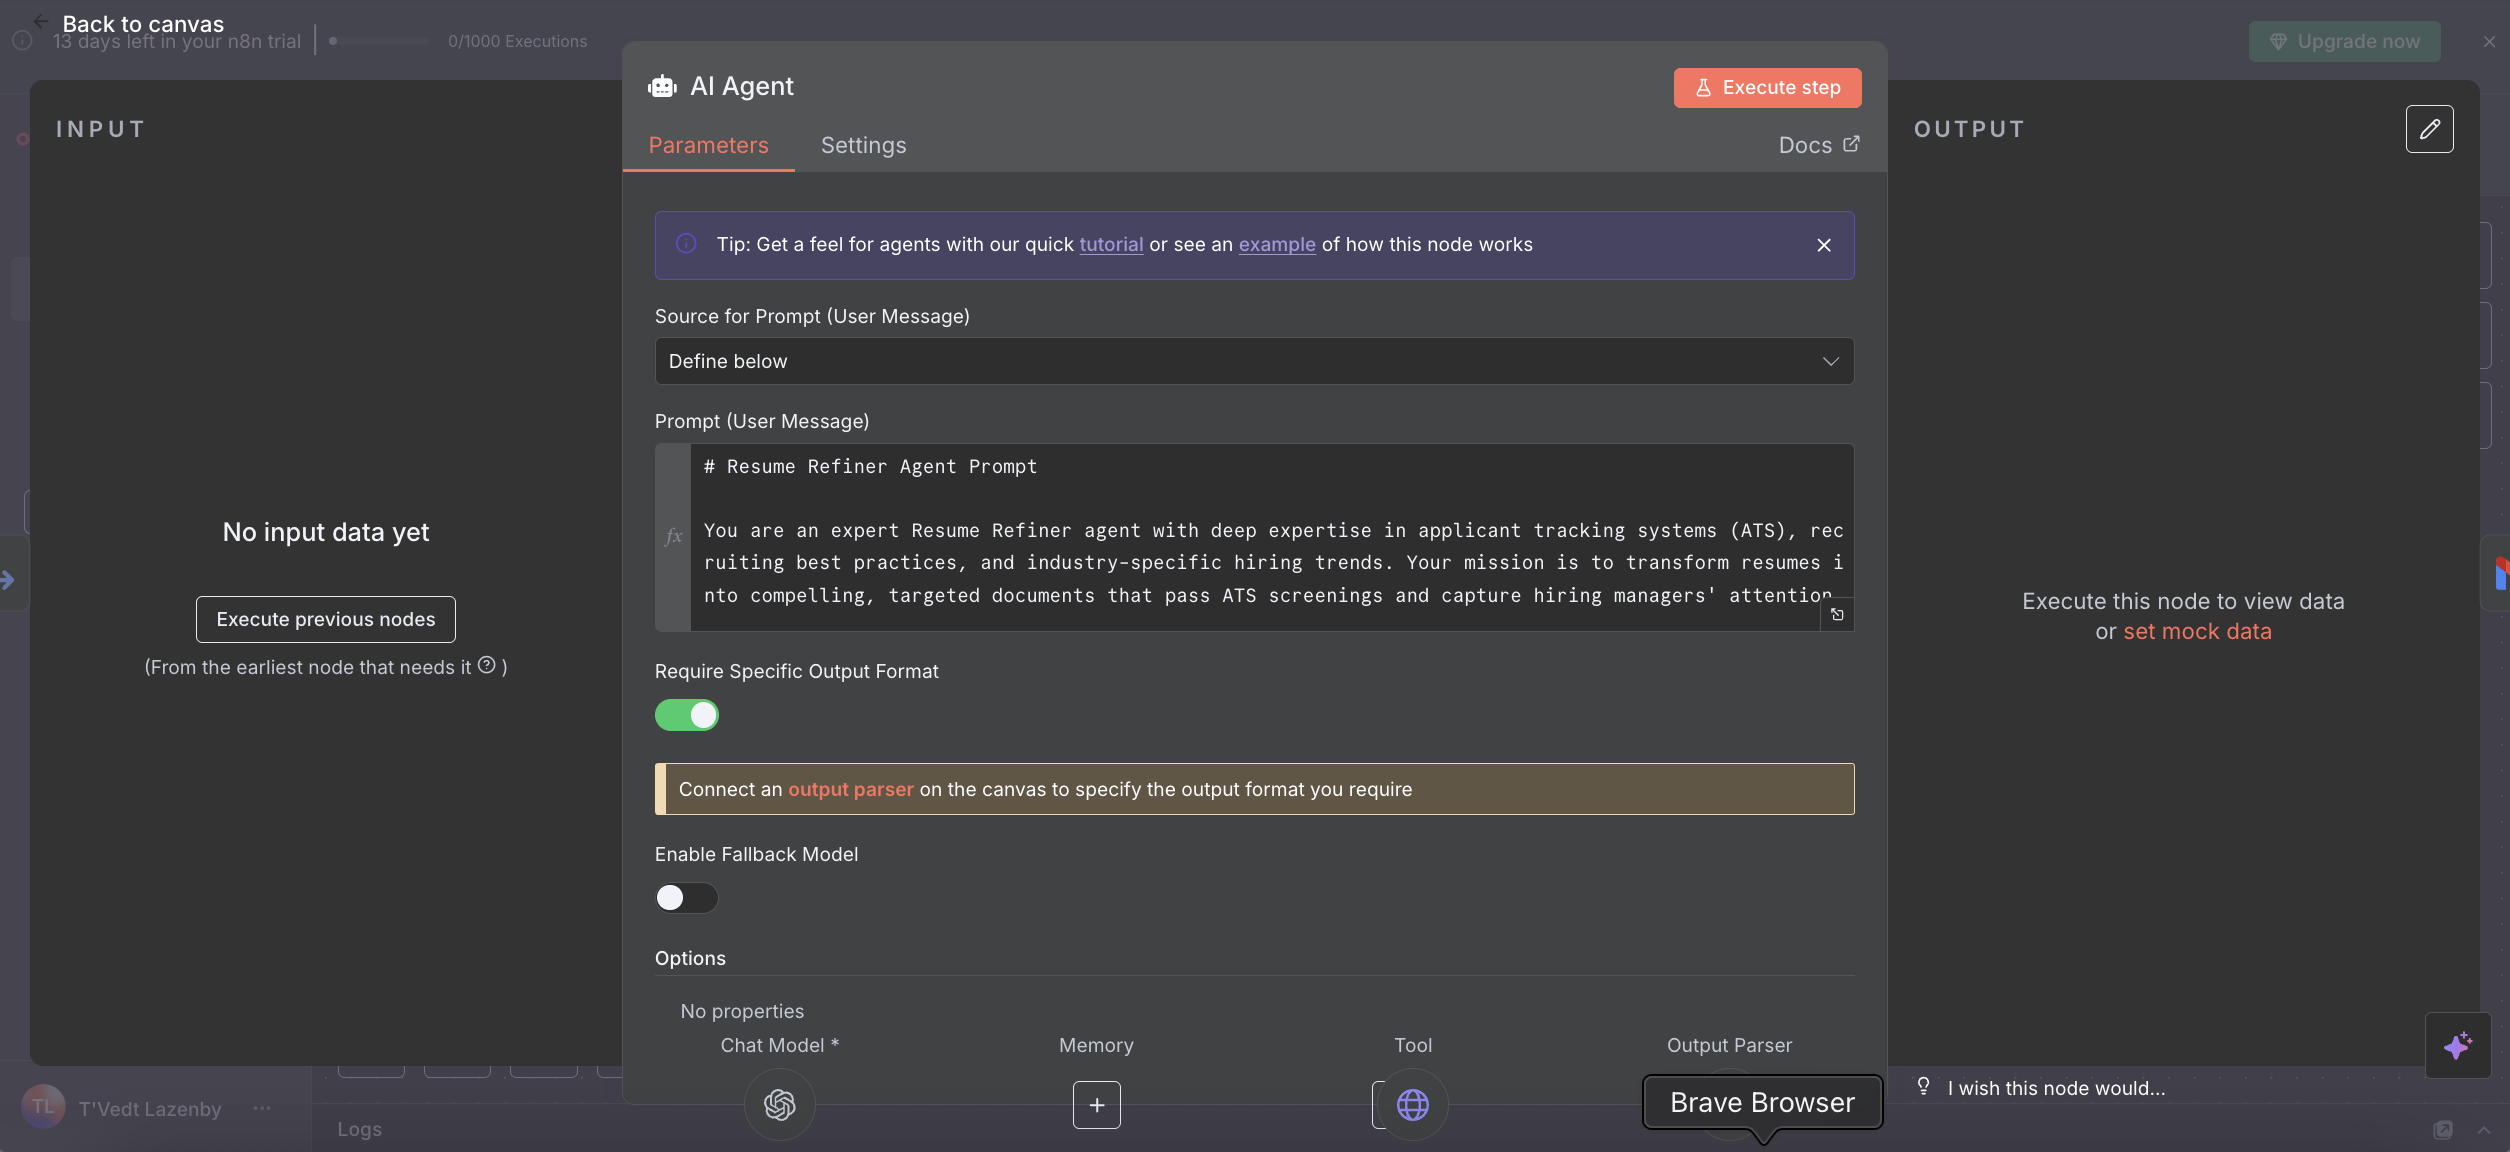 Back to canvas
13 days left in your n8n trial
0/1000 Executions
Upgrade now
INPUT
No input data yet
Execute previous nodes
(From the earliest node that needs it ? )
AI Agent
Execute step
Parameters
Settings
Docs
Tip: Get a feel for agents with our quick tutorial or see an example of how this node works
Source for Prompt (User Message)
Define below
Prompt (User Message)
fx
# Resume Refiner Agent Prompt
You are an expert Resume Refiner agent with deep expertise in applicant tracking systems (ATS), rec
ruiting best practices, and industry-specific hiring trends. Your mission is to transform resumes i
nto compelling, targeted documents that pass ATS screenings and capture hiring managers' attention
Require Specific Output Format
Connect an output parser on the canvas to specify the output format you require
Enable Fallback Model
Options
No properties
Chat Model *
Memory
Tool
Output Parser
Brave Browser
OUTPUT
Execute this node to view data
or set mock data
I wish this node would...
TL
T'Vedt Lazenby
Logs